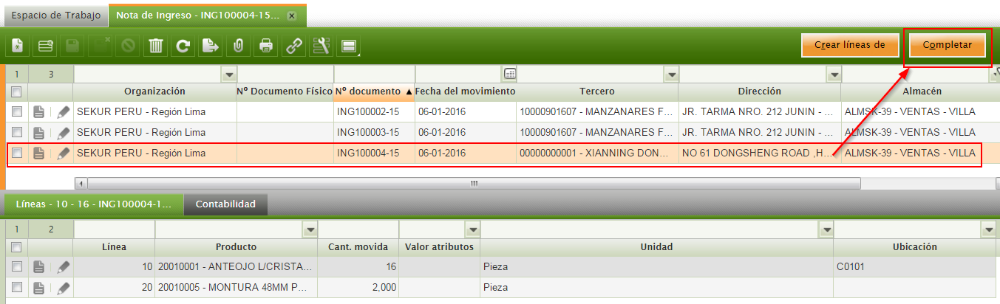 Espacio de Trabajo Nota de Ingreso - ING100004-15... x
Crear líneas de Completar
1 3
Organización Nº Documento Físico Nº documento ▲ Fecha del movimiento Tercero Dirección Almacén
SEKUR PERU - Región Lima ING100002-15 06-01-2016 10000901607 - MANZANARES F... JR. TARMA NRO. 212 JUNIN - ... ALMSK-39 - VENTAS - VILLA
SEKUR PERU - Región Lima ING100003-15 06-01-2016 10000901607 - MANZANARES F... JR. TARMA NRO. 212 JUNIN - ... ALMSK-39 - VENTAS - VILLA
SEKUR PERU - Región Lima ING100004-15 06-01-2016 00000000001 - XIANNING DON... NO 61 DONGSHENG ROAD ,H... ALMSK-39 - VENTAS - VILLA
Líneas - 10 - 16 - ING100004-1... Contabilidad
1 2
Línea Producto Cant. movida Valor atributos Unidad Ubicación
10 20010001 - ANTEOJO L/CRISTA... 16 Pieza C0101
20 20010005 - MONTURA 48MM P... 2,000 Pieza